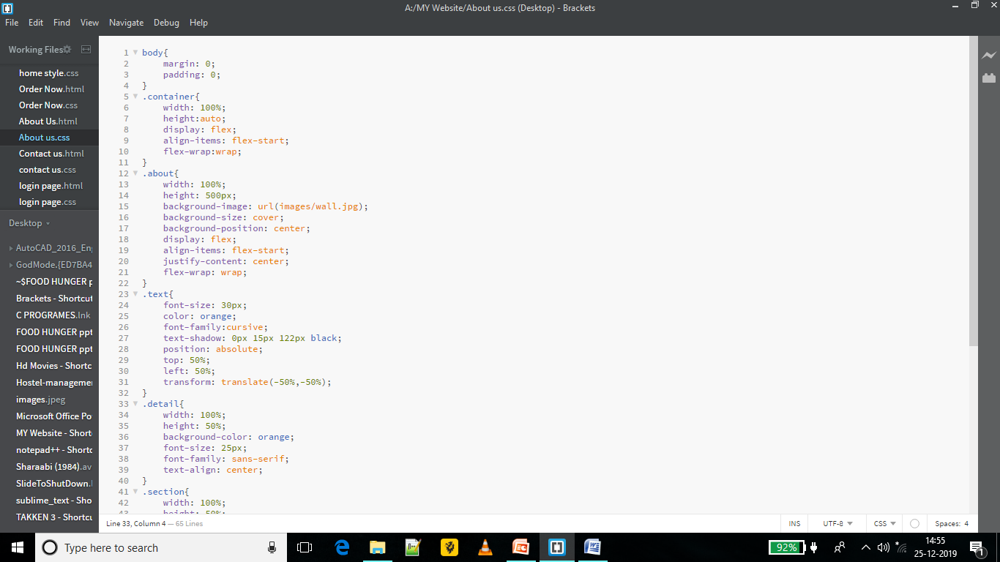 A:/MY Website/About us.css (Desktop) - Brackets
File Edit Find View Navigate Debug Help
Working Files
home style.css
Order Now.html
Order Now.css
About Us.html
About us.css
Contact us.html
contact us.css
login page.html
login page.css
Desktop
AutoCAD_2016_Eng
GodMode.{ED7BA4
~$FOOD HUNGER p
Brackets - Shortcut
C PROGRAMES.lnk
FOOD HUNGER ppt
FOOD HUNGER ppt
Hd Movies - Shortc
Hostel-managemen
images.jpeg
Microsoft Office Po
MY Website - Short
notepad++ - Shortc
Sharaabi (1984).av
SlideToShutDown.
sublime_text - Sho
TAKKEN 3 - Shortcu
1 body{
2 margin: 0;
3 padding: 0;
4 }
5 .container{
6 width: 100%;
7 height:auto;
8 display: flex;
9 align-items: flex-start;
10 flex-wrap:wrap;
11 }
12 .about{
13 width: 100%;
14 height: 500px;
15 background-image: url(images/wall.jpg);
16 background-size: cover;
17 background-position: center;
18 display: flex;
19 align-items: flex-start;
20 justify-content: center;
21 flex-wrap: wrap;
22 }
23 .text{
24 font-size: 30px;
25 color: orange;
26 font-family:cursive;
27 text-shadow: 0px 15px 122px black;
28 position: absolute;
29 top: 50%;
30 left: 50%;
31 transform: translate(-50%,-50%);
32 }
33 .detail{
34 width: 100%;
35 height: 50%;
36 background-color: orange;
37 font-size: 25px;
38 font-family: sans-serif;
39 text-align: center;
40 }
41 .section{
42 width: 100%;
43 height: 50%;
Line 33, Column 4 — 65 Lines
INS UTF-8 CSS Spaces: 4
Type here to search
92%
14:55
25-12-2019
1